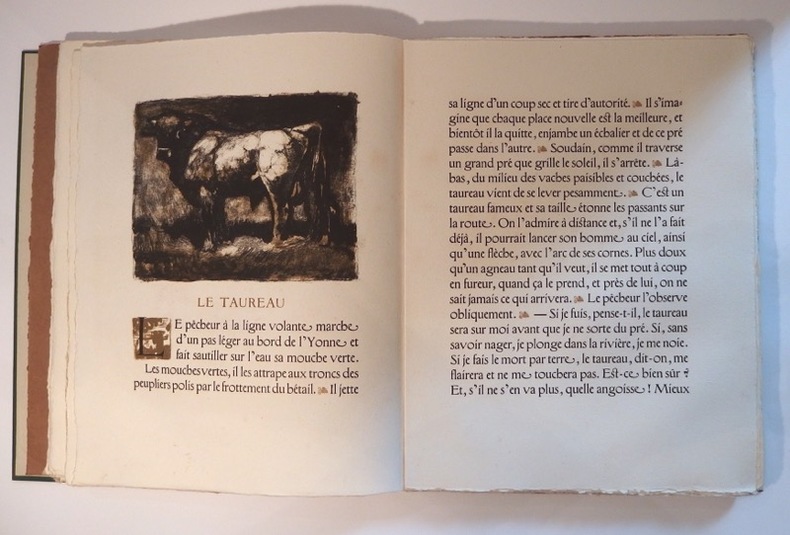 LE TAUREAU
LE pêcheur à la ligne volante marche
d'un pas léger au bord de l'Yonne et
fait sautiller sur l'eau sa mouche verte.
Les mouches vertes, il les attrape aux troncs des
peupliers polis par le frottement du bétail. Il jette
sa ligne d'un coup sec et tire d'autorité. Il s'ima-
gine que chaque place nouvelle est la meilleure, et
bientôt il la quitte, enjambe un échalier et de ce pré
passe dans l'autre. Soudain, comme il traverse
un grand pré que grille le soleil, il s'arrête. Là-
bas, du milieu des vaches paisibles et couchées, le
taureau vient de se lever pesamment. C'est un
taureau fameux et sa taille étonne les passants sur
la route. On l'admire à distance et, s'il ne l'a fait
déjà, il pourrait lancer son homme au ciel, ainsi
qu'une flèche, avec l'arc de ses cornes. Plus doux
qu'un agneau tant qu'il veut, il se met tout à coup
en fureur, quand ça le prend, et près de lui, on ne
sait jamais ce qui arrivera. Le pêcheur l'observe
obliquement. — Si je fuis, pense-t-il, le taureau
sera sur moi avant que je ne sorte du pré. Si, sans
savoir nager, je plonge dans la rivière, je me noie.
Si je fais le mort par terre, le taureau, dit-on, me
flairera et ne me touchera pas. Est-ce bien sûr ?
Et, s'il ne s'en va plus, quelle angoisse ! Mieux